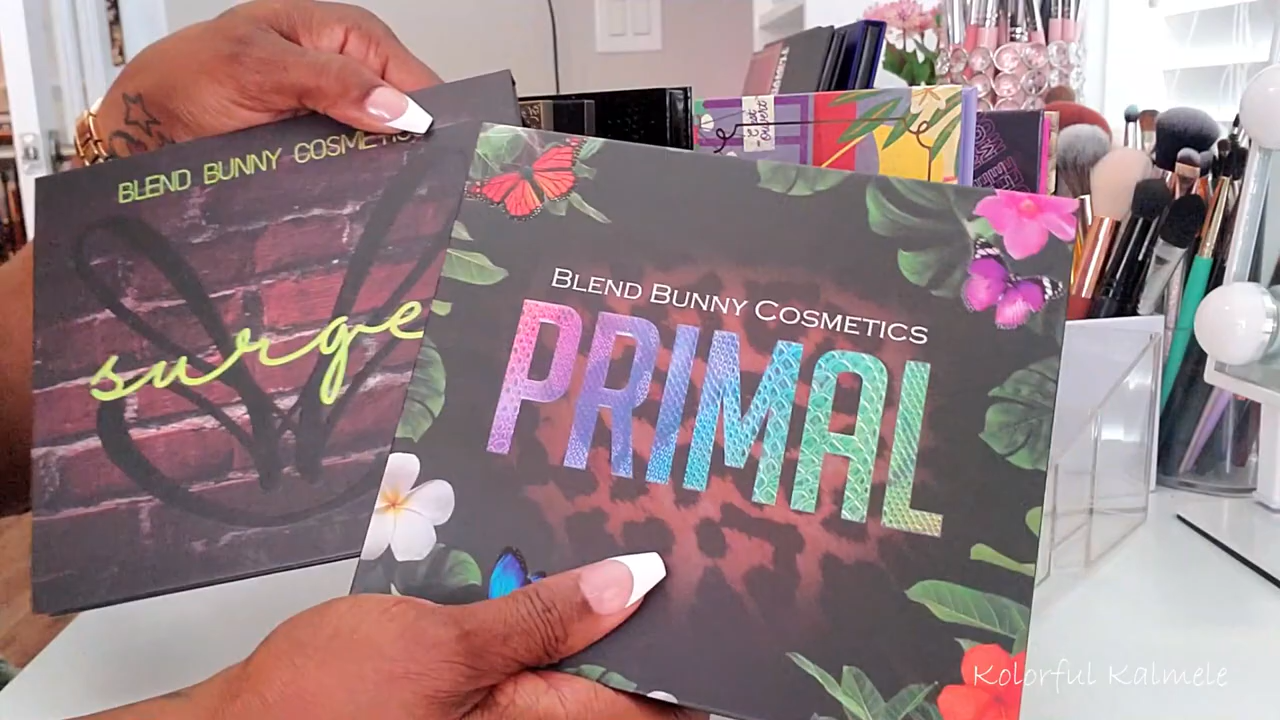 BLEND BUNNY COSMETICS
surge
BLEND BUNNY COSMETICS
PRIMAL
Kolorful Kalmele